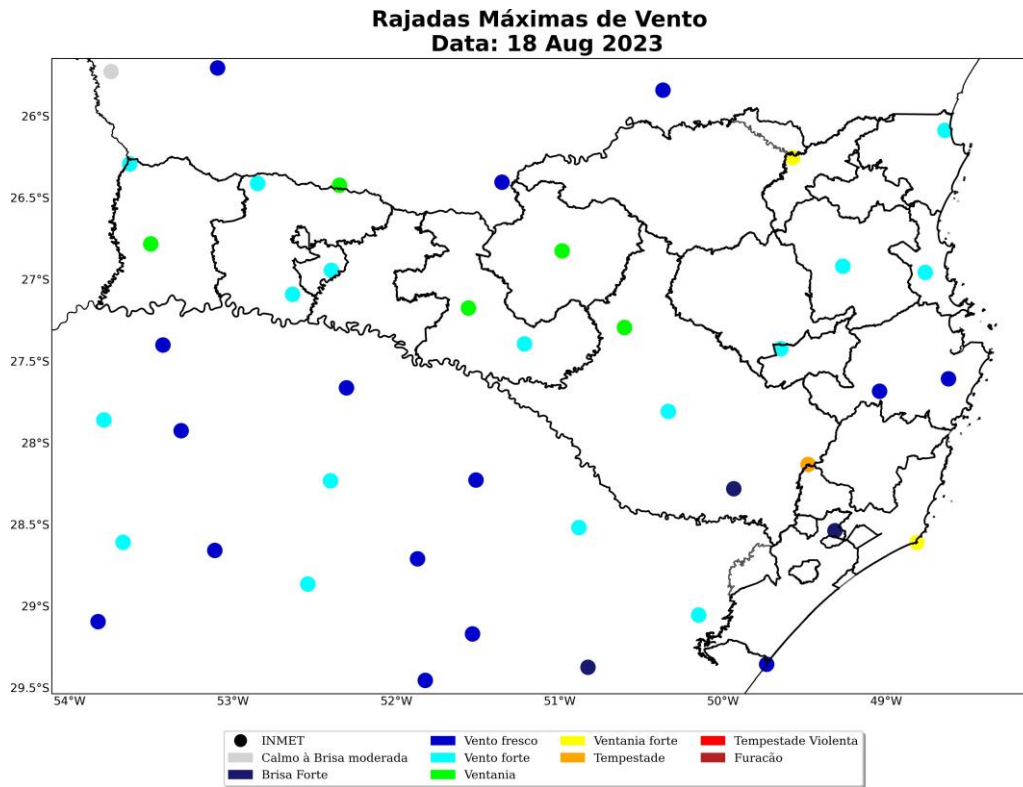 Rajadas Máximas de Vento
Data: 18 Aug 2023
26°S
26.5°S
27°S
27.5°S
28°S
28.5°S
29°S
29.5°S
54°W 53°W 52°W 51°W 50°W 49°W
INMET Vento fresco Ventania forte Tempestade Violenta
Calmo à Brisa moderada Vento forte Tempestade Furacão
Brisa Forte Ventania